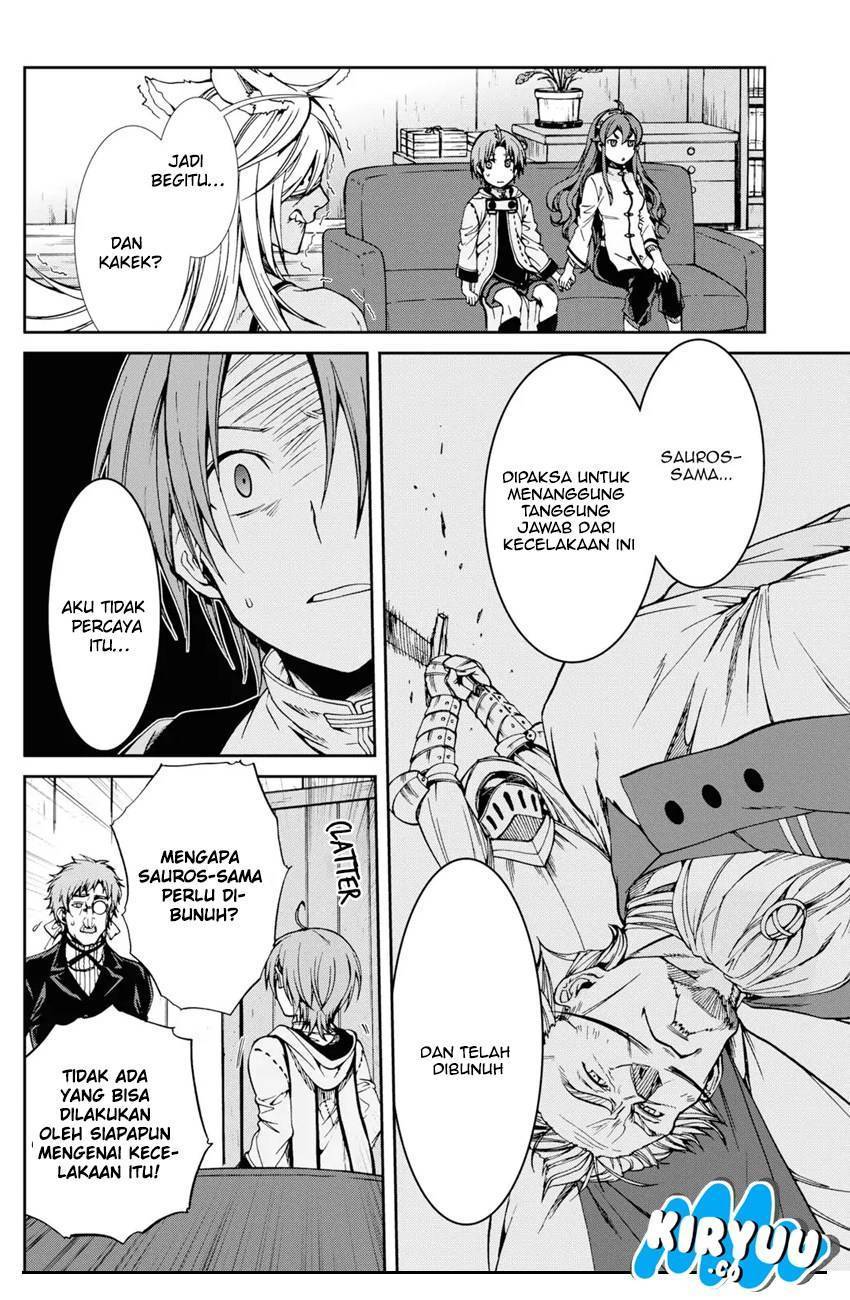 JADI
BEGITU...
DAN
KAKEK?
SAUROS-
SAMA...
DIPAKSA UNTUK
MENANGGUNG
TANGGUNG
JAWAB DARI
KECELAKAAN INI
DAN TELAH
DIBUNUH
AKU TIDAK
PERCAYA
ITU...
CLATTER
MENGAPA
SAUROS-SAMA
PERLU DI-
BUNUH?
TIDAK ADA
YANG BISA
DILAKUKAN
OLEH SIAPAPUN
MENGENAI KECE-
LAKAAN ITU!
KIRYUU
.CO